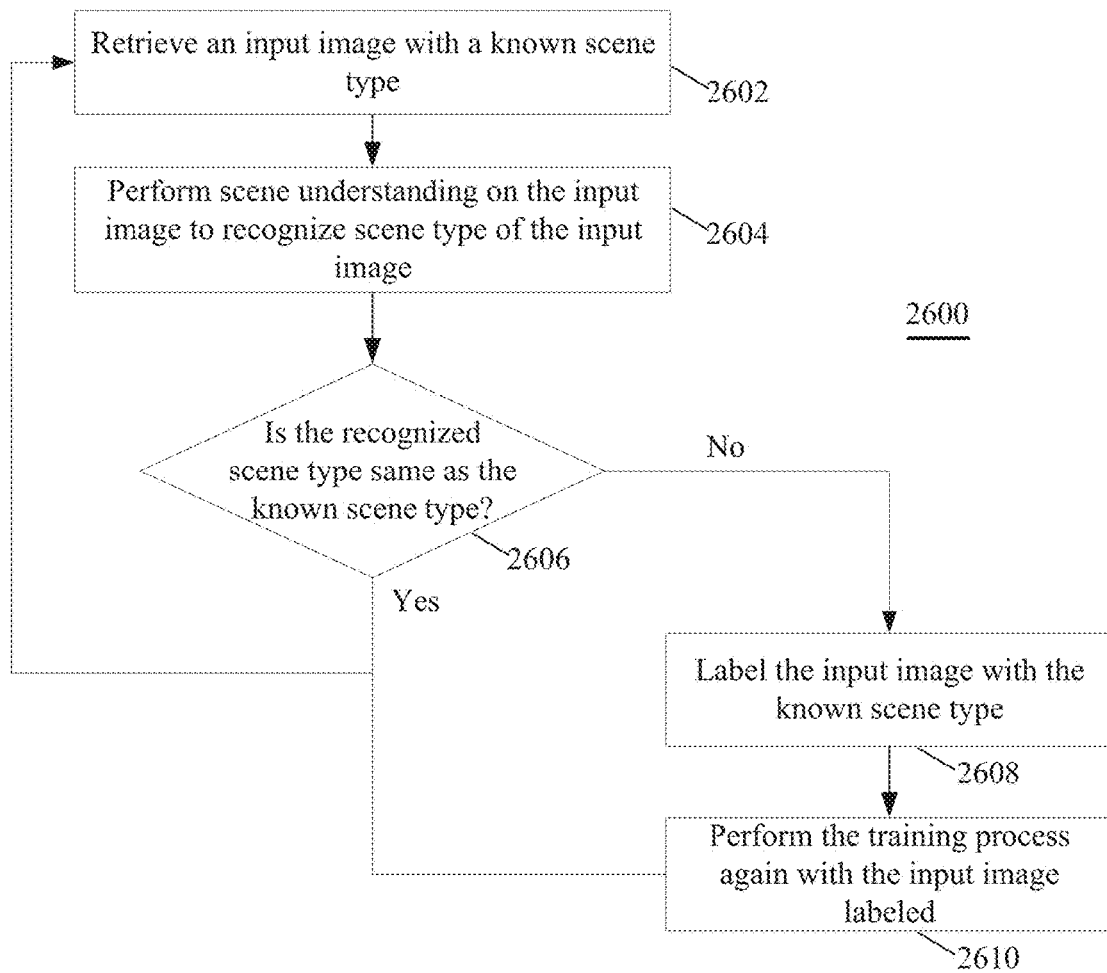 Retrieve an input image with a known scene
type
2602
Perform scene understanding on the input
image to recognize scene type of the input
image
2604
2600
Is the recognized
scene type same as the
known scene type?
2606
No
Yes
Label the input image with the
known scene type
2608
Perform the training process
again with the input image
labeled
2610